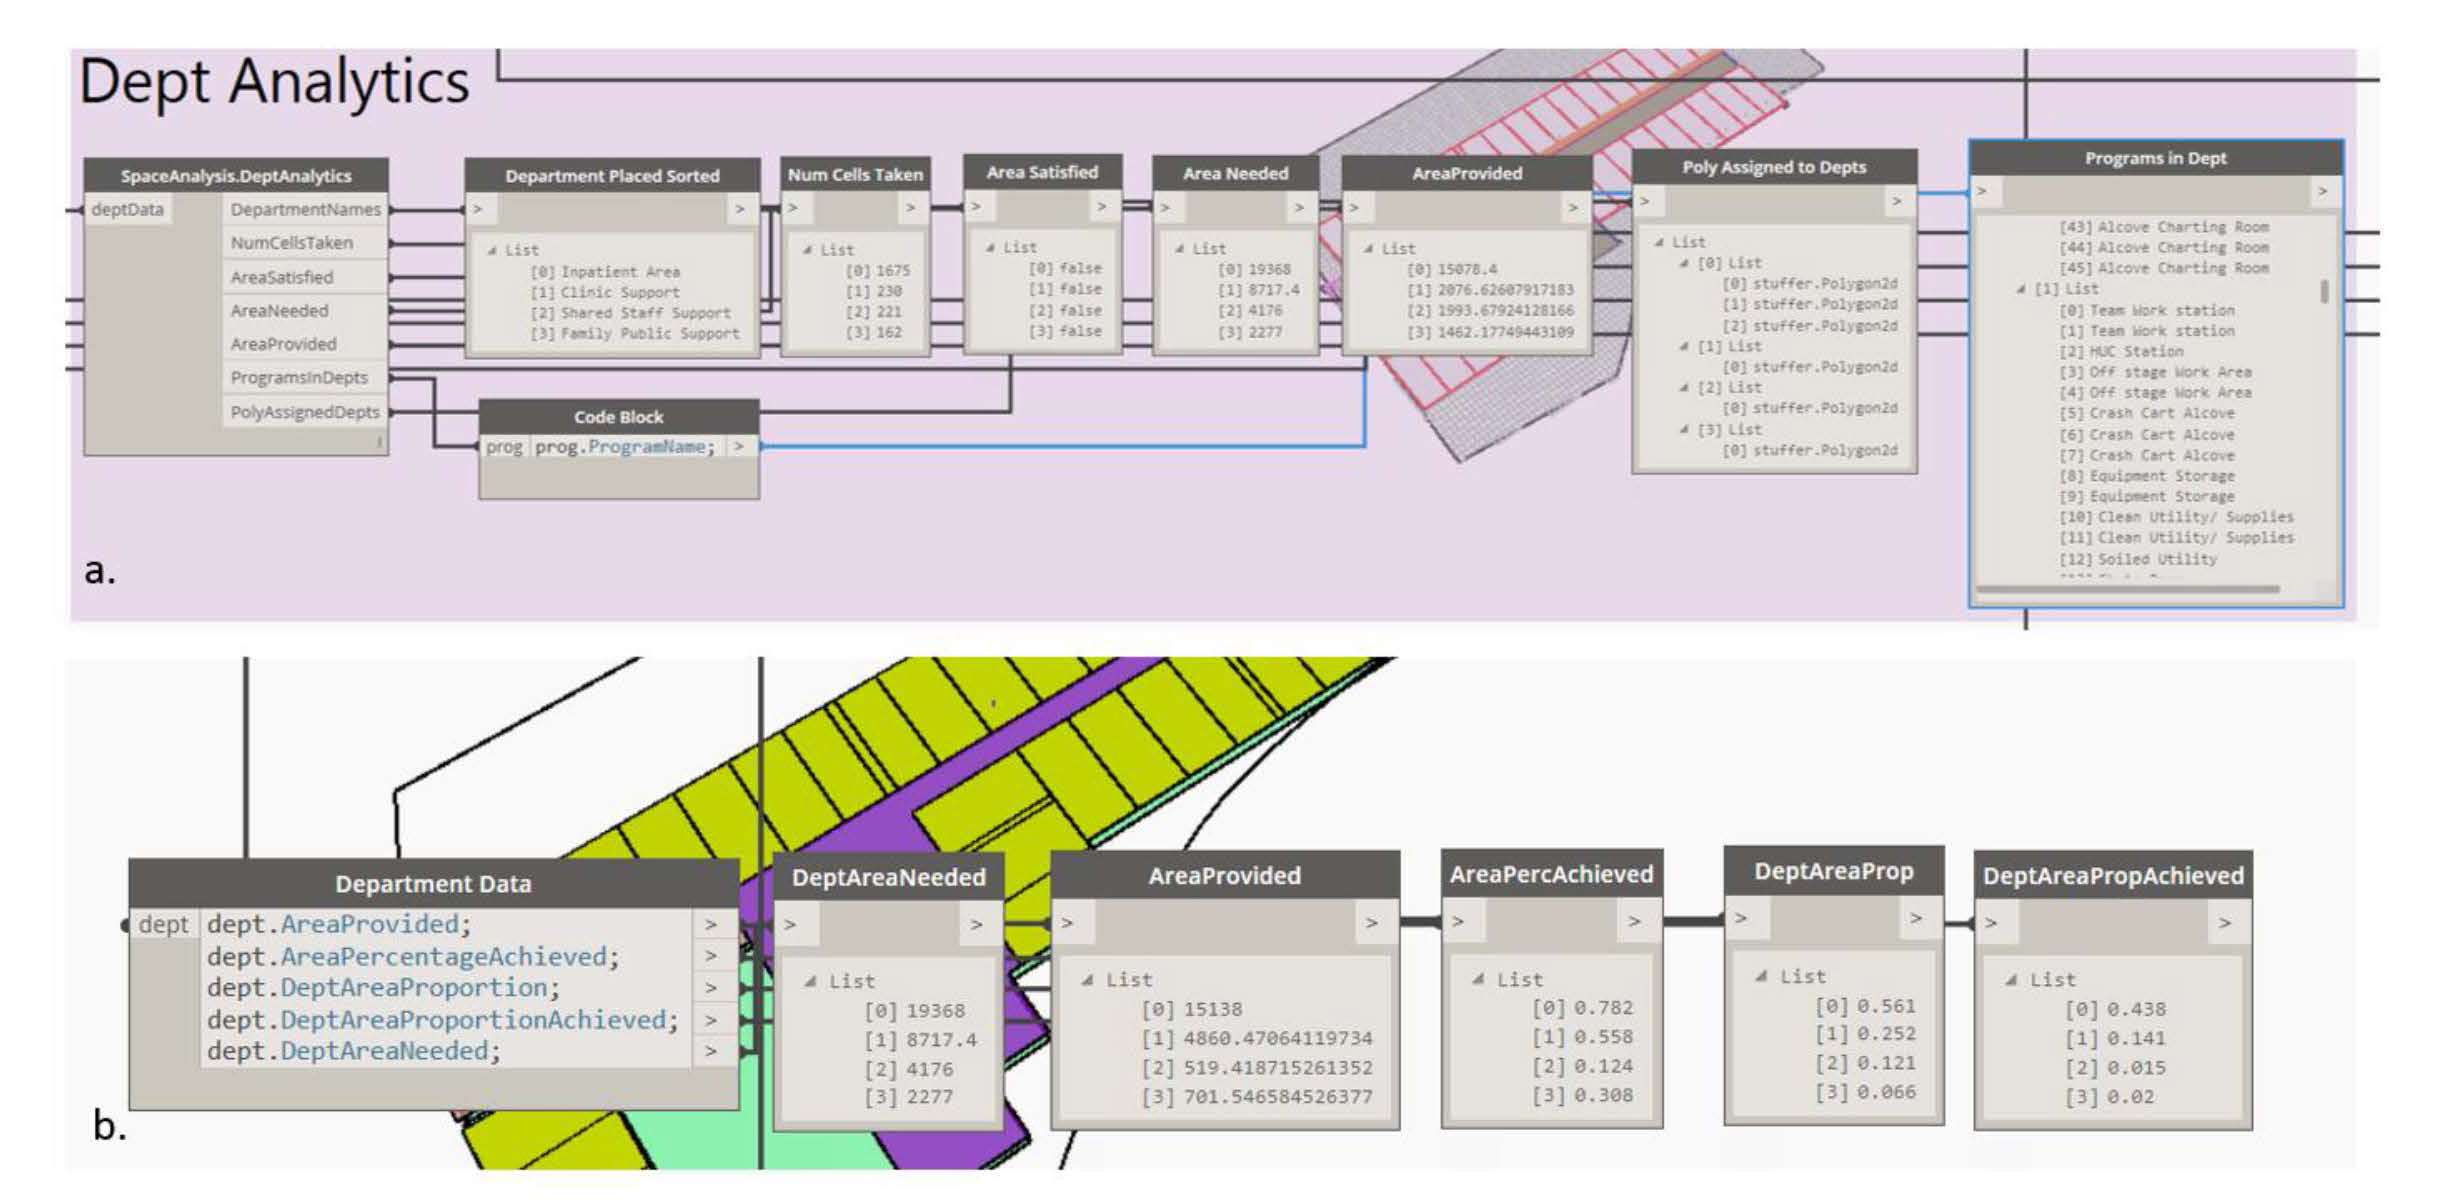 Dept Analytics
SpaceAnalysis.DeptAnalytics
deptData
DepartmentNames
NumCellsTaken
AreaSatisfied
AreaNeeded
AreaProvided
ProgramsInDepts
PolyAssignedDepts
Department Placed Sorted
> >
List
[0] Inpatient Area
[1] Clinic Support
[2] Shared Staff Support
[3] Family Public Support
Code Block
prog prog.ProgramName; >
Num Cells Taken
> >
List
[0] 1675
[1] 230
[2] 221
[3] 162
Area Satisfied
> >
List
[0] false
[1] false
[2] false
[3] false
Area Needed
> >
List
[0] 19368
[1] 8717.4
[2] 4176
[3] 2277
AreaProvided
> >
List
[0] 15078.4
[1] 2076.62607917183
[2] 1993.67924128166
[3] 1462.17749443109
Poly Assigned to Depts
> >
List
[0] List
[0] stuffer.Polygon2d
[1] stuffer.Polygon2d
[2] stuffer.Polygon2d
[1] List
[0] stuffer.Polygon2d
[2] List
[0] stuffer.Polygon2d
[3] List
[0] stuffer.Polygon2d
Programs in Dept
> >
[43] Alcove Charting Room
[44] Alcove Charting Room
[45] Alcove Charting Room
[1] List
[0] Team Work station
[1] Team Work station
[2] HUC Station
[3] Off stage Work Area
[4] Off stage Work Area
[5] Crash Cart Alcove
[6] Crash Cart Alcove
[7] Crash Cart Alcove
[8] Equipment Storage
[9] Equipment Storage
[10] Clean Utility/ Supplies
[11] Clean Utility/ Supplies
[12] Soiled Utility
a.
Department Data
dept dept.AreaProvided; >
dept.AreaPercentageAchieved; >
dept.DeptAreaProportion; >
dept.DeptAreaProportionAchieved; >
dept.DeptAreaNeeded; >
DeptAreaNeeded
> >
List
[0] 19368
[1] 8717.4
[2] 4176
[3] 2277
AreaProvided
> >
List
[0] 15138
[1] 4860.47064119734
[2] 519.418715261352
[3] 701.546584526377
AreaPercAchieved
> >
List
[0] 0.782
[1] 0.558
[2] 0.124
[3] 0.308
DeptAreaProp
> >
List
[0] 0.561
[1] 0.252
[2] 0.121
[3] 0.066
DeptAreaPropAchieved
> >
List
[0] 0.438
[1] 0.141
[2] 0.015
[3] 0.02
b.